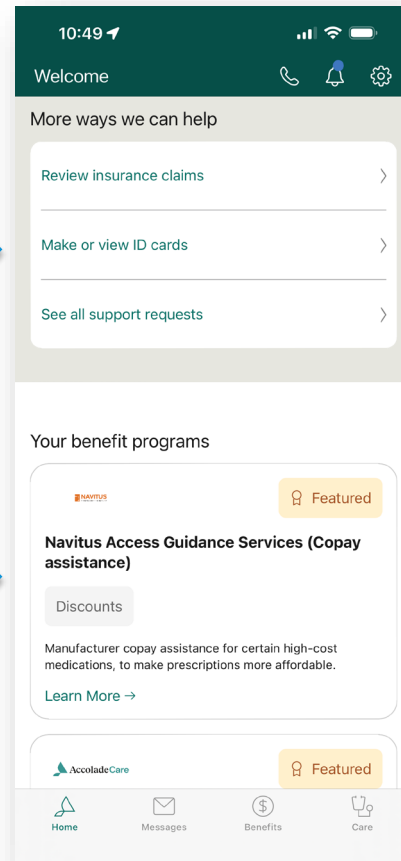 10:49
Welcome
More ways we can help
Review insurance claims
Make or view ID cards
See all support requests
Your benefit programs
NAVITUS
Featured
Navitus Access Guidance Services (Copay
assistance)
Discounts
Manufacturer copay assistance for certain high-cost
medications, to make prescriptions more affordable.
Learn More →
AccoladeCare
Featured
Home
Messages
Benefits
Care